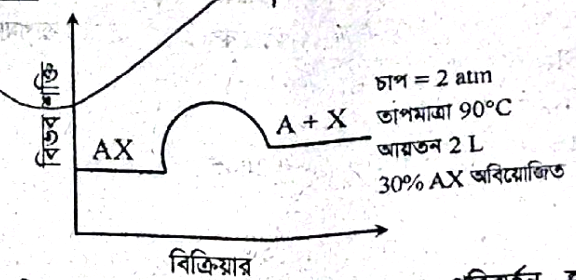 বিভব শক্তি
AX
A + X
বিক্রিয়ার
চাপ = 2 atm
তাপমাত্রা 90°C
আয়তন 2 L
30% AX অবিয়োজিত